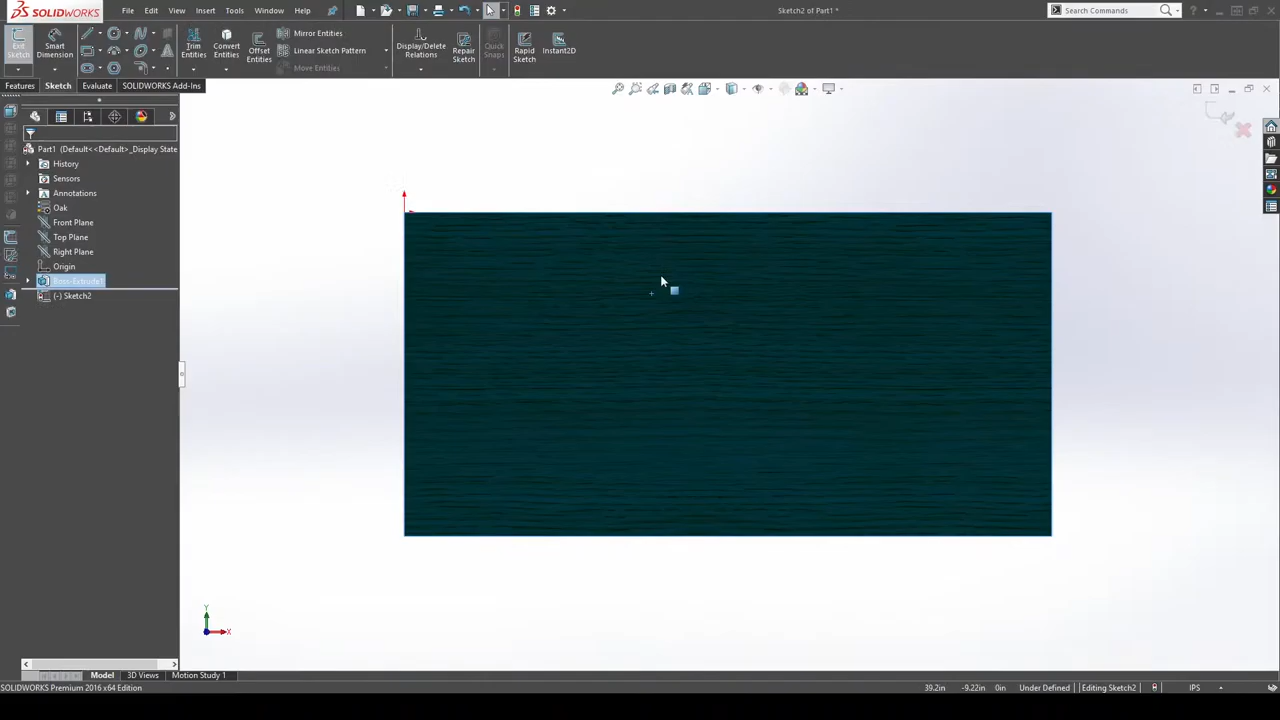 SOLIDWORKS File Edit View Insert Tools Window Help Sketch2 of Part1 * Search Commands
Exit Sketch
Smart Dimension
Trim Entities
Convert Entities
Offset Entities
Mirror Entities
Linear Sketch Pattern
Move Entities
Display/Delete Relations
Repair Sketch
Quick Snaps
Rapid Sketch
Instant2D
Features Sketch Evaluate SOLIDWORKS Add-Ins
Part1 (Default<<Default>_Display State
History
Sensors
Annotations
Oak
Front Plane
Top Plane
Right Plane
Origin
Boss-Extrude1
(-) Sketch2
Y
X
Model 3D Views Motion Study 1
SOLIDWORKS Premium 2016 x64 Edition 39.2in -9.22in 0in Under Defined Editing Sketch2 IPS